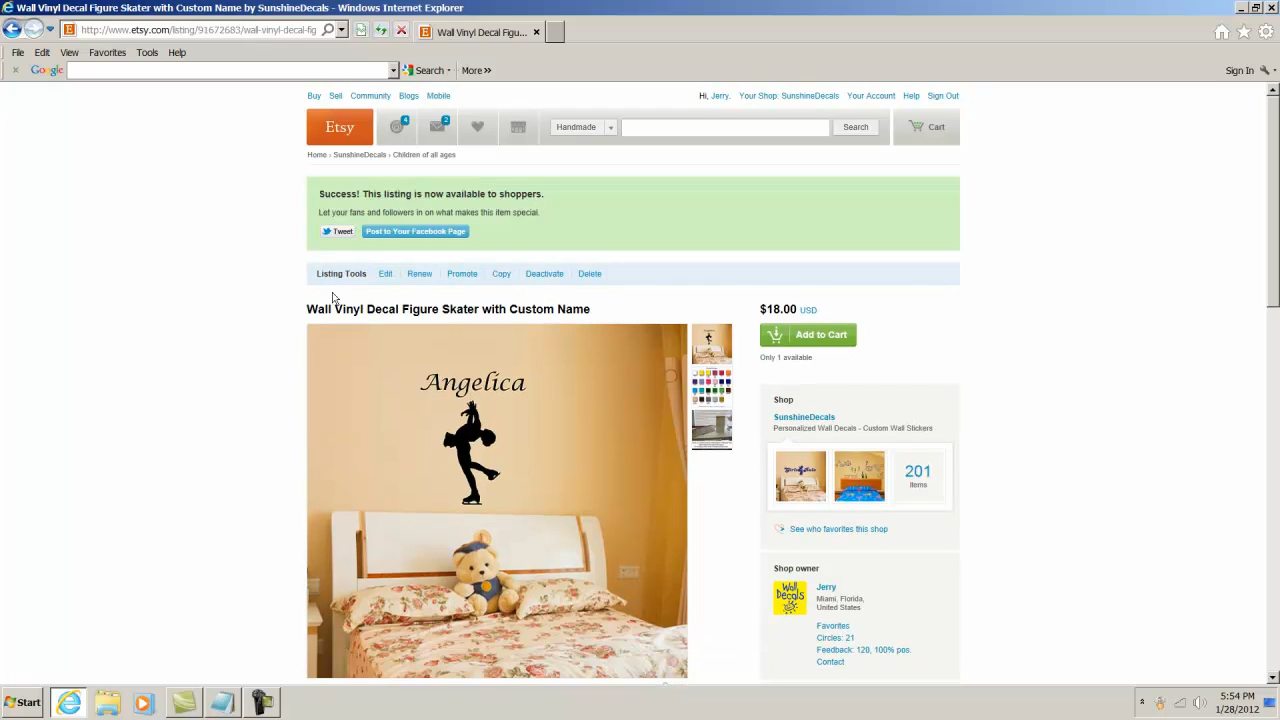 Wall Vinyl Decal Figure Skater with Custom Name by SunshineDecals - Windows Internet Explorer
http://www.etsy.com/listing/91672683/wall-vinyl-decal-fig
Wall Vinyl Decal Figu...
File Edit View Favorites Tools Help
Google Search More »
Sign In
Buy Sell Community Blogs Mobile
Hi, Jerry. Your Shop: SunshineDecals Your Account Help Sign Out
Etsy 4 2 Handmade Search Cart
Home › SunshineDecals › Children of all ages
Success! This listing is now available to shoppers.
Let your fans and followers in on what makes this item special.
Tweet Post to Your Facebook Page
Listing Tools Edit Renew Promote Copy Deactivate Delete
Wall Vinyl Decal Figure Skater with Custom Name
Angelica
$18.00 USD
Add to Cart
Only 1 available
Shop
SunshineDecals
Personalized Wall Decals - Custom Wall Stickers
201
items
See who favorites this shop
Shop owner
Wall
Decals
Jerry
Miami, Florida,
United States
Favorites
Circles: 21
Feedback: 120, 100% pos.
Contact
Start
5:54 PM
1/28/2012